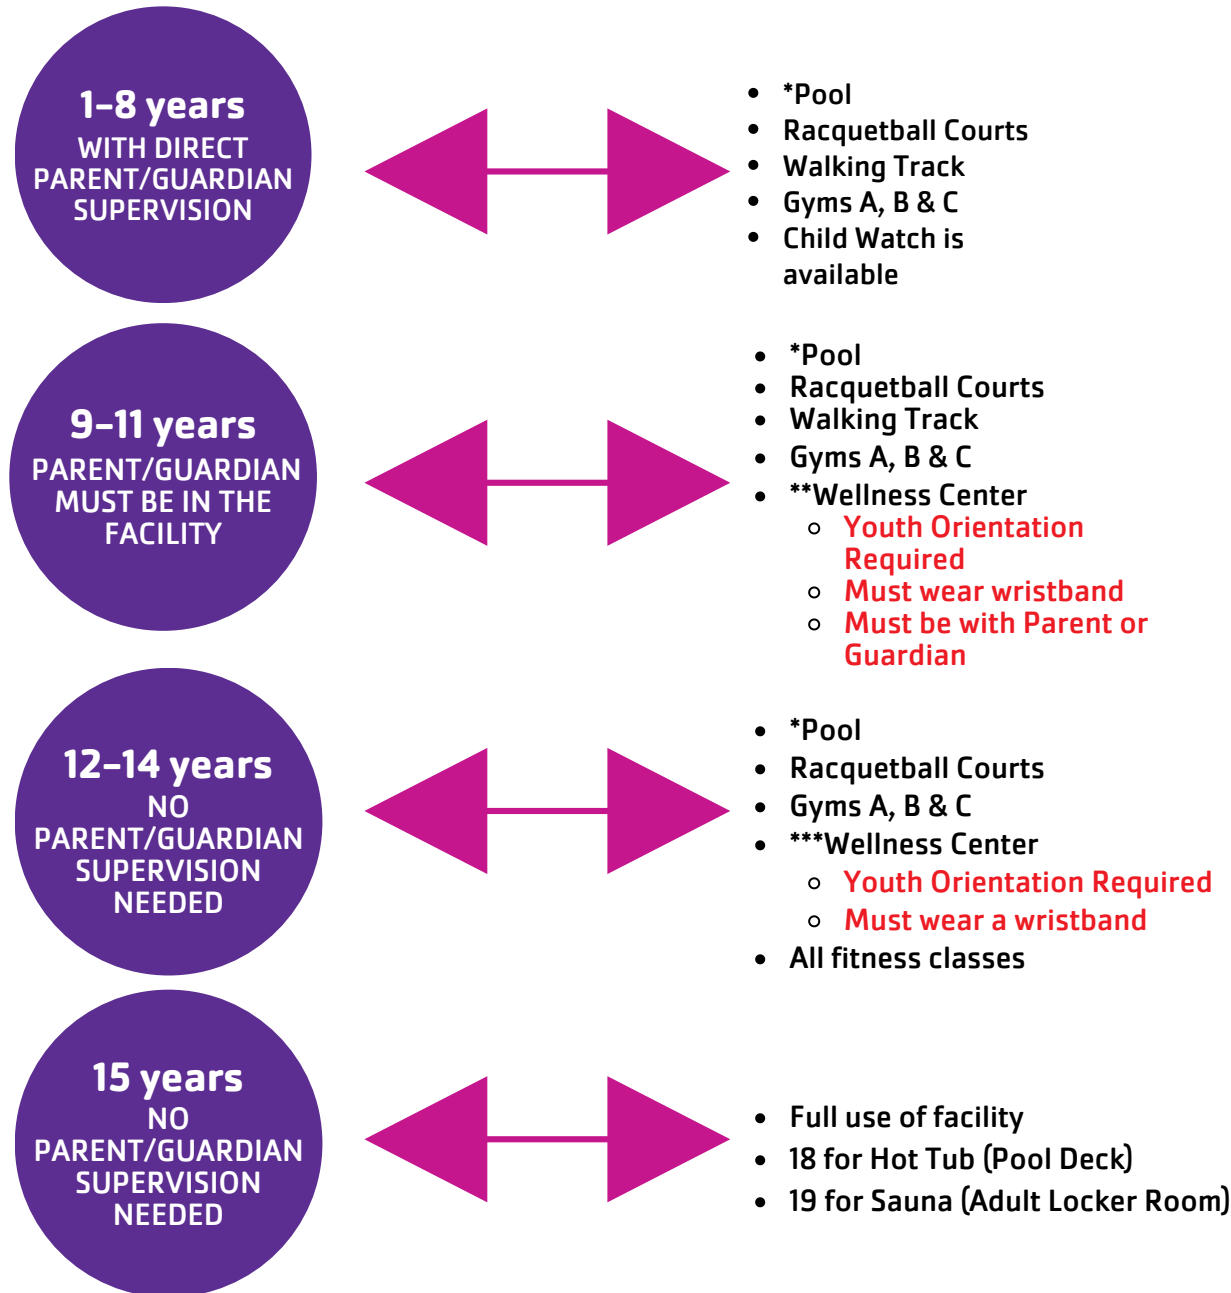 1-8 years
WITH DIRECT
PARENT/GUARDIAN
SUPERVISION
*Pool
Racquetball Courts
Walking Track
Gyms A, B & C
Child Watch is
available
9-11 years
PARENT/GUARDIAN
MUST BE IN THE
FACILITY
*Pool
Racquetball Courts
Walking Track
Gyms A, B & C
**Wellness Center
Youth Orientation
Required
Must wear wristband
Must be with Parent or
Guardian
12-14 years
NO
PARENT/GUARDIAN
SUPERVISION
NEEDED
*Pool
Racquetball Courts
Gyms A, B & C
***Wellness Center
Youth Orientation Required
Must wear a wristband
All fitness classes
15 years
NO
PARENT/GUARDIAN
SUPERVISION
NEEDED
Full use of facility
18 for Hot Tub (Pool Deck)
19 for Sauna (Adult Locker Room)